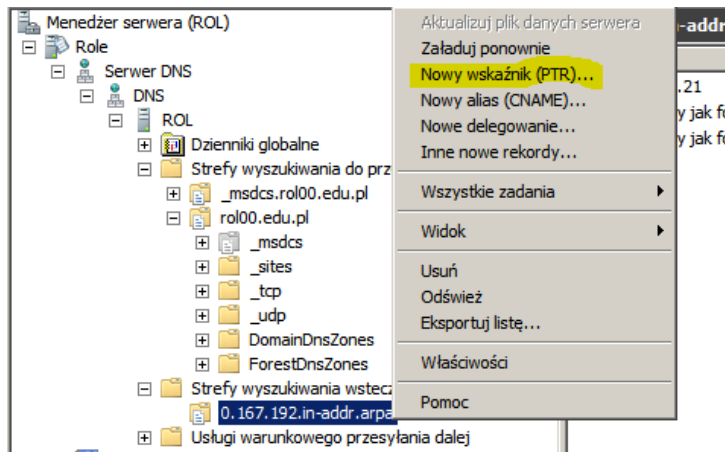 Menedżer serwera (ROL)
Role
Serwer DNS
DNS
ROL
Dzienniki globalne
Strefy wyszukiwania do prz
_msdcs.rol00.edu.pl
rol00.edu.pl
_msdcs
_sites
_tcp
_udp
DomainDnsZones
ForestDnsZones
Strefy wyszukiwania wstecz
0.167.192.in-addr.arpa
Usługi warunkowego przesyłania dalej
Aktualizuj plik danych serwera
Załaduj ponownie
Nowy wskaźnik (PTR)...
Nowy alias (CNAME)...
Nowe delegowanie...
Inne nowe rekordy...
Wszystkie zadania
Widok
Usuń
Odśwież
Eksportuj listę...
Właściwości
Pomoc
-addr
.21
y jak fo
y jak fo